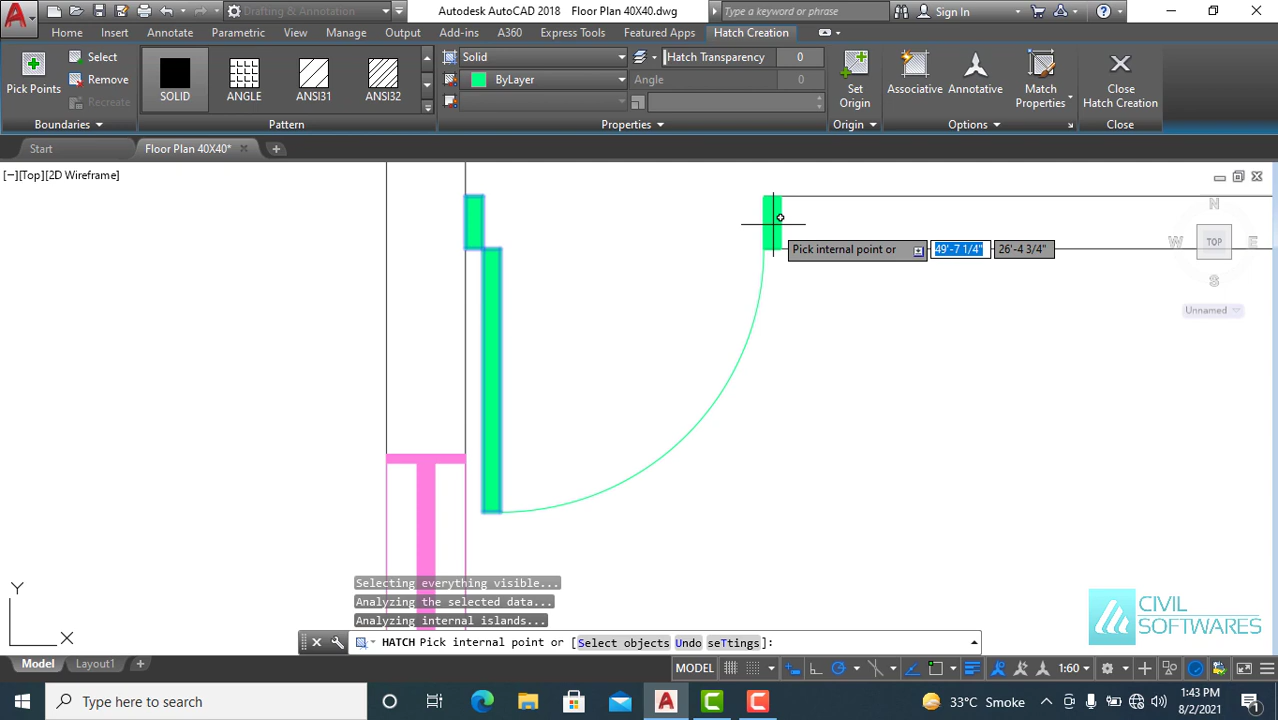 Drafting & Annotation
Autodesk AutoCAD 2018 Floor Plan 40X40.dwg
Type a keyword or phrase
Sign In
Home Insert Annotate Parametric View Manage Output Add-ins A360 Express Tools Featured Apps Hatch Creation
Pick Points
Select
Remove
Recreate
Boundaries
SOLID ANGLE ANSI31 ANSI32
Pattern
Solid
ByLayer
Hatch Transparency 0
Angle 0
Properties
Set Origin
Origin
Associative Annotative Match Properties
Options
Close Hatch Creation
Close
Start Floor Plan 40X40*
[−][Top][2D Wireframe]
N
W TOP E
S
Unnamed
Pick internal point or 49'-7 1/4" 26'-4 3/4"
Selecting everything visible...
Analyzing the selected data...
Analyzing internal islands...
HATCH Pick internal point or [Select objects Undo seTtings]:
Y
X
CIVIL
SOFTWARES
Model Layout1
MODEL 1:60
Type here to search
33°C Smoke
1:43 PM
8/2/2021
1